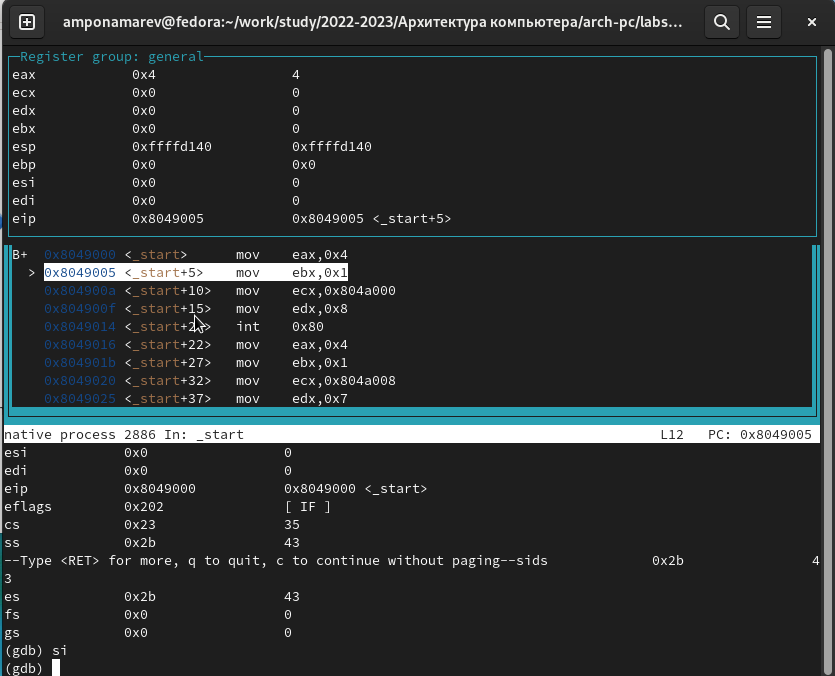 amponamarev@fedora:~/work/study/2022-2023/Архитектура компьютера/arch-pc/labs...
Register group: general
eax 0x4 4
ecx 0x0 0
edx 0x0 0
ebx 0x0 0
esp 0xffffd140 0xffffd140
ebp 0x0 0x0
esi 0x0 0
edi 0x0 0
eip 0x8049005 0x8049005 <_start+5>
B+ 0x8049000 <_start> mov eax,0x4
> 0x8049005 <_start+5> mov ebx,0x1
0x804900a <_start+10> mov ecx,0x804a000
0x804900f <_start+15> mov edx,0x8
0x8049014 int 0x80
0x8049016 <_start+22> mov eax,0x4
0x804901b <_start+27> mov ebx,0x1
0x8049020 <_start+32> mov ecx,0x804a008
0x8049025 <_start+37> mov edx,0x7
native process 2886 In: _start L12 PC: 0x8049005
esi 0x0 0
edi 0x0 0
eip 0x8049000 0x8049000 <_start>
eflags 0x202 [ IF ]
cs 0x23 35
ss 0x2b 43
--Type <RET> for more, q to quit, c to continue without paging--sids 0x2b 4
3
es 0x2b 43
fs 0x0 0
gs 0x0 0
(gdb) si
(gdb)